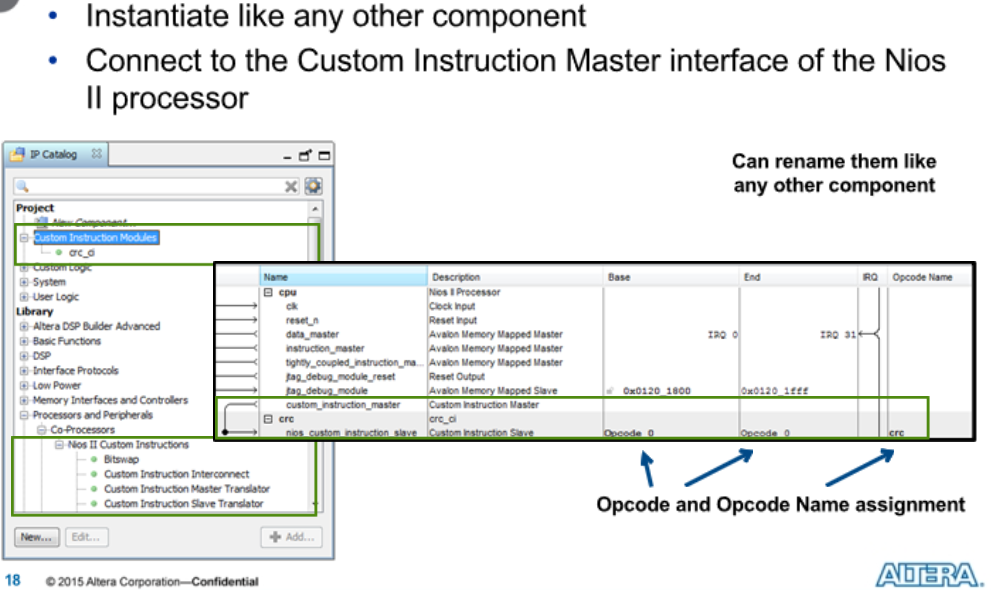 • Instantiate like any other component
• Connect to the Custom Instruction Master interface of the Nios
II processor
IP Catalog
Project
New Component...
Custom Instruction Modules
crc_ci
Custom Logic
System
User Logic
Library
Altera DSP Builder Advanced
Basic Functions
DSP
Interface Protocols
Low Power
Memory Interfaces and Controllers
Processors and Peripherals
Co-Processors
Nios II Custom Instructions
Bitswap
Custom Instruction Interconnect
Custom Instruction Master Translator
Custom Instruction Slave Translator
New... Edit... Add...
Can rename them like
any other component
Name Description Base End IRQ Opcode Name
cpu Nios II Processor
clk Clock Input
reset_n Reset Input
data_master Avalon Memory Mapped Master IRQ 0 IRQ 31
instruction_master Avalon Memory Mapped Master
tightly_coupled_instruction_ma... Avalon Memory Mapped Master
jtag_debug_module_reset Reset Output
jtag_debug_module Avalon Memory Mapped Slave 0x0120_1800 0x0120_1fff
custom_instruction_master Custom Instruction Master
crc crc_ci
nios_custom_instruction_slave Custom Instruction Slave Opcode 0 Opcode 0 crc
Opcode and Opcode Name assignment
18 © 2015 Altera Corporation—Confidential
ALTERA.